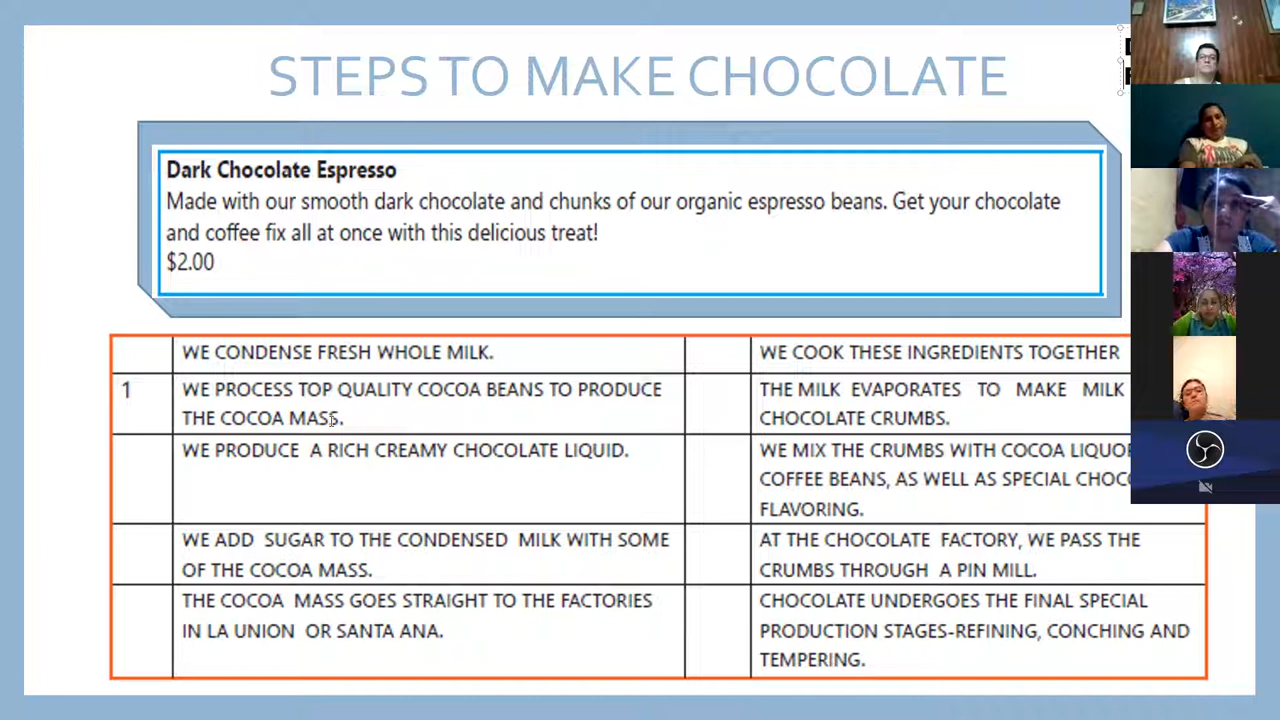 STEPS TO MAKE CHOCOLATE
Dark Chocolate Espresso
Made with our smooth dark chocolate and chunks of our organic espresso beans. Get your chocolate
and coffee fix all at once with this delicious treat!
$2.00
WE CONDENSE FRESH WHOLE MILK.
WE COOK THESE INGREDIENTS TOGETHER
1
WE PROCESS TOP QUALITY COCOA BEANS TO PRODUCE
THE COCOA MASS.
THE MILK EVAPORATES TO MAKE MILK
CHOCOLATE CRUMBS.
WE PRODUCE A RICH CREAMY CHOCOLATE LIQUID.
WE MIX THE CRUMBS WITH COCOA
COFFEE BEANS, AS WELL AS SPECIAL
FLAVORING.
WE ADD SUGAR TO THE CONDENSED MILK WITH SOME
OF THE COCOA MASS.
AT THE CHOCOLATE FACTORY, WE PASS THE
CRUMBS THROUGH A PIN MILL.
THE COCOA MASS GOES STRAIGHT TO THE FACTORIES
IN LA UNION OR SANTA ANA.
CHOCOLATE UNDERGOES THE FINAL SPECIAL
PRODUCTION STAGES-REFINING, CONCHING AND
TEMPERING.